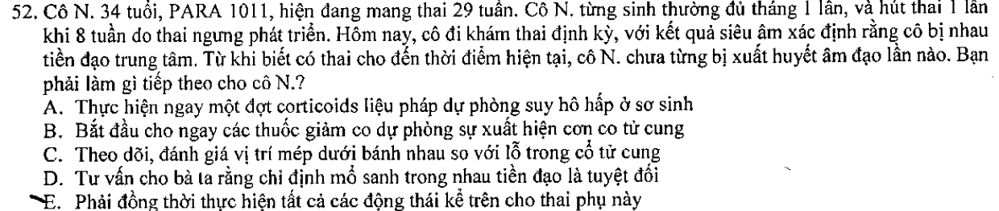 52. Cô N. 34 tuổi, PARA 1011, hiện đang mang thai 29 tuần. Cô N. từng sinh thường đủ tháng 1 lần, và hút thai 1 lần
khi 8 tuần do thai ngưng phát triển. Hôm nay, cô đi khám thai định kỳ, với kết quả siêu âm xác định rằng cô bị nhau
tiền đạo trung tâm. Từ khi biết có thai cho đến thời điểm hiện tại, cô N. chưa từng bị xuất huyết âm đạo lần nào. Bạn
phải làm gì tiếp theo cho cô N.?
A. Thực hiện ngay một đợt corticoids liệu pháp dự phòng suy hô hấp ở sơ sinh
B. Bắt đầu cho ngay các thuốc giảm co dự phòng sự xuất hiện cơn co tử cung
C. Theo dõi, đánh giá vị trí mép dưới bánh nhau so với lỗ trong cổ tử cung
D. Tư vấn cho bà ta rằng chỉ định mổ sanh trong nhau tiền đạo là tuyệt đối
E. Phải đồng thời thực hiện tất cả các động thái kể trên cho thai phụ này